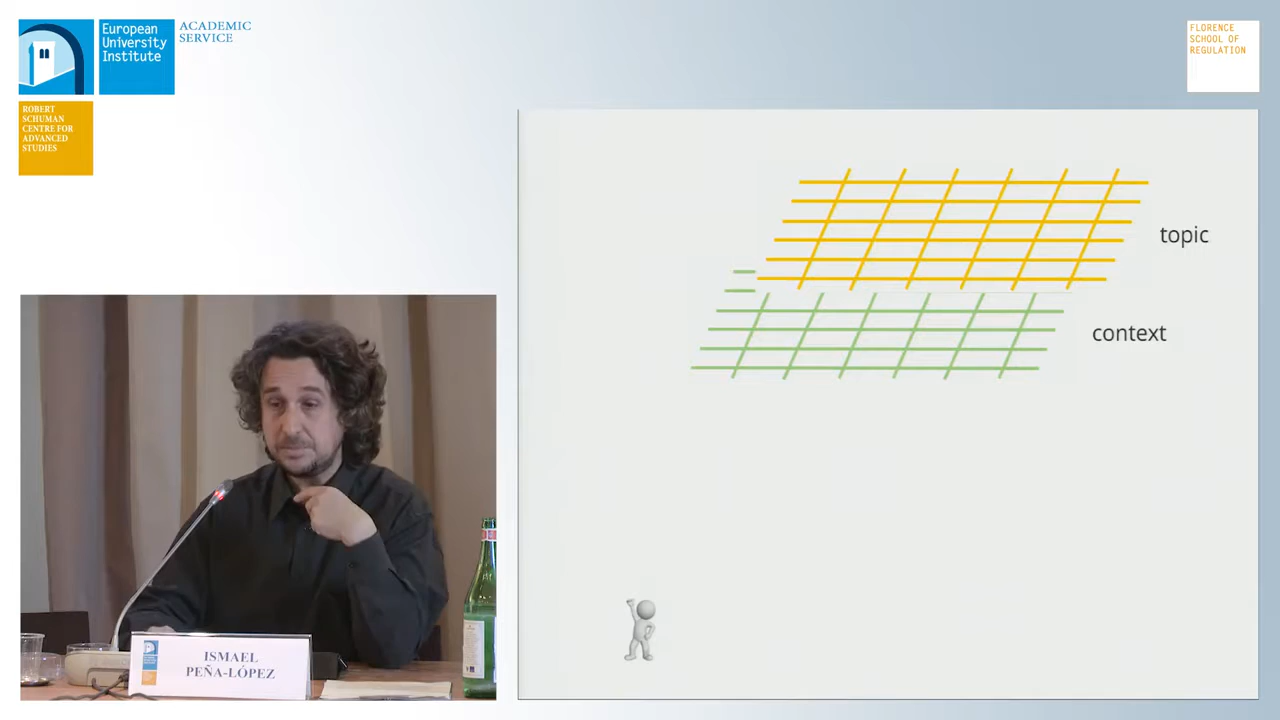 European
University
Institute
ACADEMIC
SERVICE
FLORENCE
SCHOOL OF
REGULATION
ROBERT
SCHUMAN
CENTRE FOR
ADVANCED
STUDIES
topic
context
ISMAEL
PEÑA-LÓPEZ